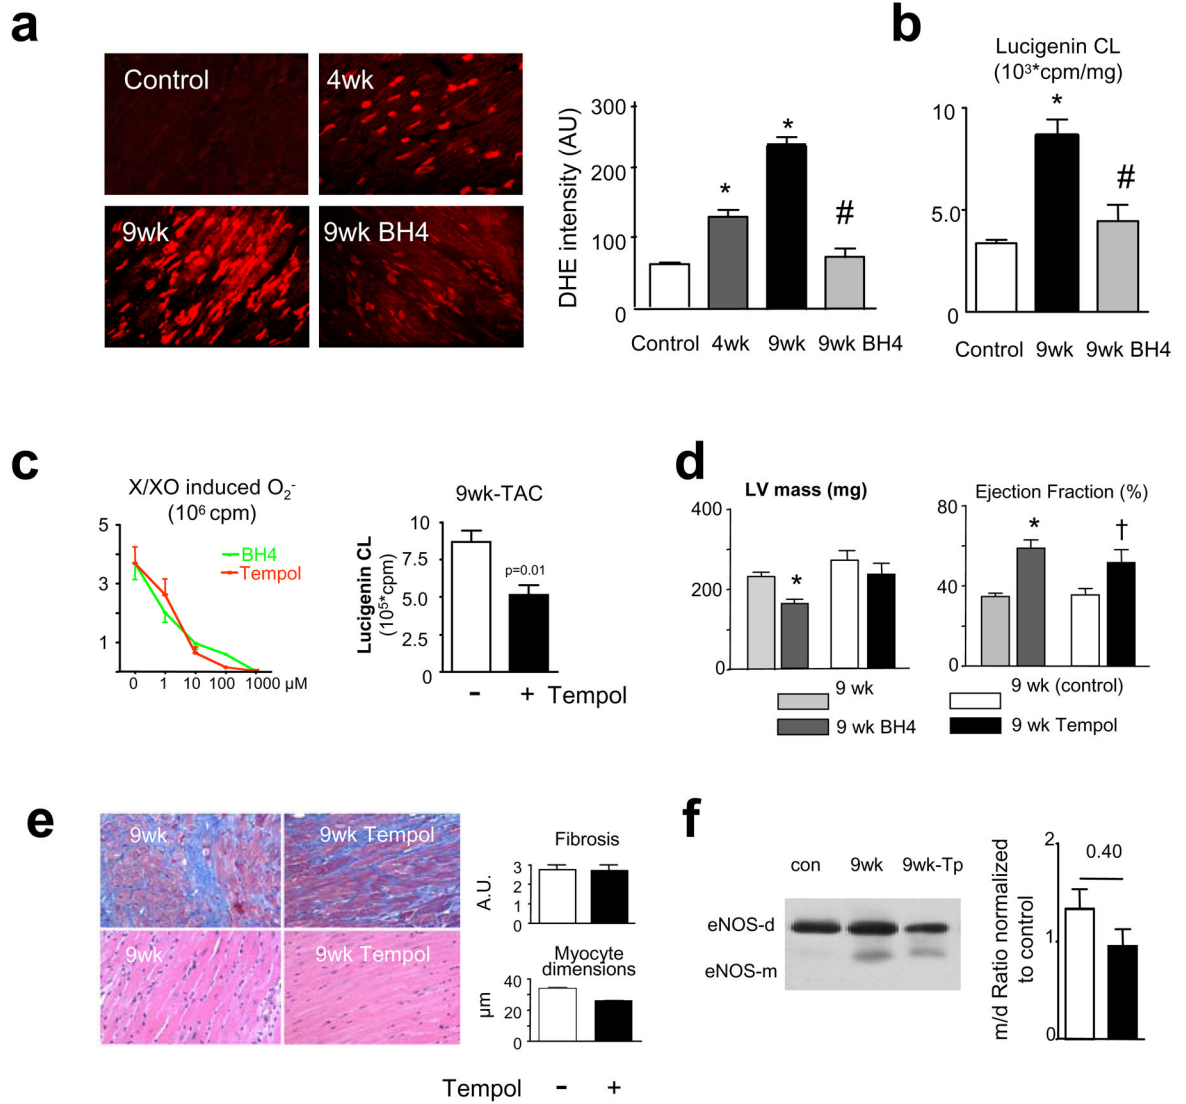 a
Control
4wk
9wk
9wk BH4
DHE intensity (AU)
300
200
100
0
*
*
#
Control 4wk 9wk 9wk BH4
b
Lucigenin CL
(10³*cpm/mg)
10
5.0
0
*
#
Control 9wk 9wk BH4
c
X/XO induced O₂⁻
(10⁶ cpm)
5
3
1
BH4
Tempol
0 1 10 100 1000 µM
9wk-TAC
Lucigenin CL
(10⁵*cpm)
10
7.5
5.0
2.5
0
p=0.01
- + Tempol
d
LV mass (mg)
400
200
0
*
Ejection Fraction (%)
80
40
0
*
†
9 wk
9 wk BH4
9 wk (control)
9 wk Tempol
e
9wk
9wk Tempol
9wk
9wk Tempol
Fibrosis
A.U.
3
2
1
0
Myocyte
dimensions
µm
40
20
0
Tempol - +
f
con 9wk 9wk-Tp
eNOS-d
eNOS-m
m/d Ratio normalized
to control
2
1
0
0.40